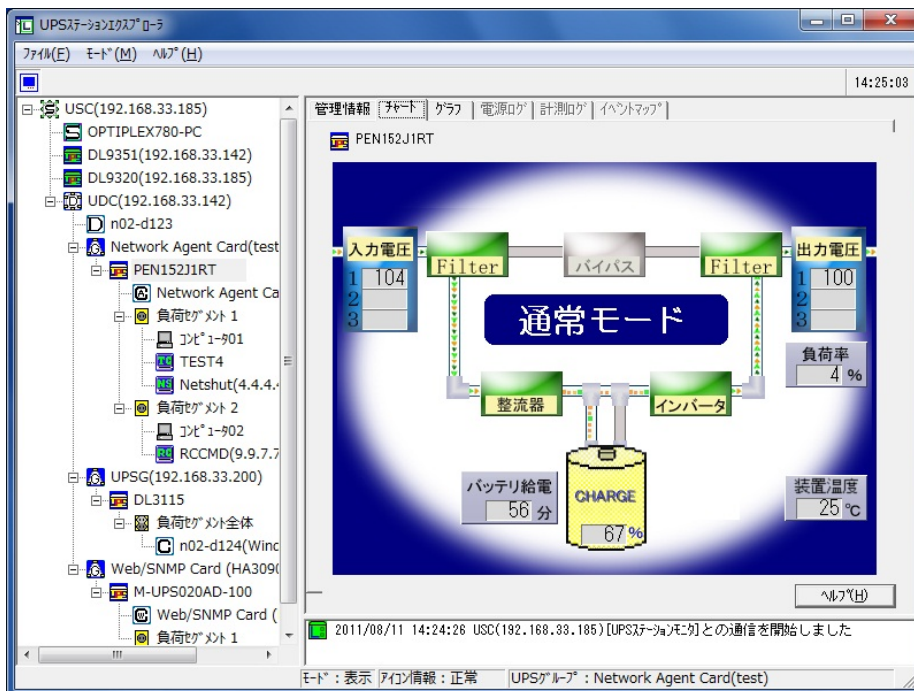 UPSｽﾃｰｼｮﾝｴｸｽﾌﾟﾛｰﾗ
ﾌｧｲﾙ(F) ﾓｰﾄﾞ(M) ﾍﾙﾌﾟ(H)
14:25:03
USC(192.168.33.185)
OPTIPLEX780-PC
DL9351(192.168.33.142)
DL9320(192.168.33.185)
UDC(192.168.33.142)
n02-d123
Network Agent Card(test
PEN152J1RT
Network Agent Ca
負荷ｾｸﾞﾒﾝﾄ 1
ｺﾝﾋﾟｭｰﾀ01
TEST4
Netshut(4.4.4.4
負荷ｾｸﾞﾒﾝﾄ 2
ｺﾝﾋﾟｭｰﾀ02
RCCMD(9.9.7.7
UPSG(192.168.33.200)
DL3115
負荷ｾｸﾞﾒﾝﾄ全体
n02-d124(Winc
Web/SNMP Card (HA3090
M-UPS020AD-100
Web/SNMP Card (
負荷ｾｸﾞﾒﾝﾄ 1
管理情報 ﾁｬｰﾄ ｸﾞﾗﾌ 電源ﾛｸﾞ 計測ﾛｸﾞ ｲﾍﾞﾝﾄﾏｯﾌﾟ
PEN152J1RT
入力電圧
1 104
2
3
Filter
バイパス
Filter
出力電圧
1 100
2
3
通常モード
負荷率
4 %
整流器
インバータ
バッテリ給電
56 分
CHARGE
67 %
装置温度
25 ℃
ﾍﾙﾌﾟ(H)
2011/08/11 14:24:26 USC(192.168.33.185)[UPSｽﾃｰｼｮﾝﾓﾆﾀ]との通信を開始しました
ﾓｰﾄﾞ：表示 ｱｲｺﾝ情報：正常 UPSｸﾞﾙｰﾌﾟ：Network Agent Card(test)